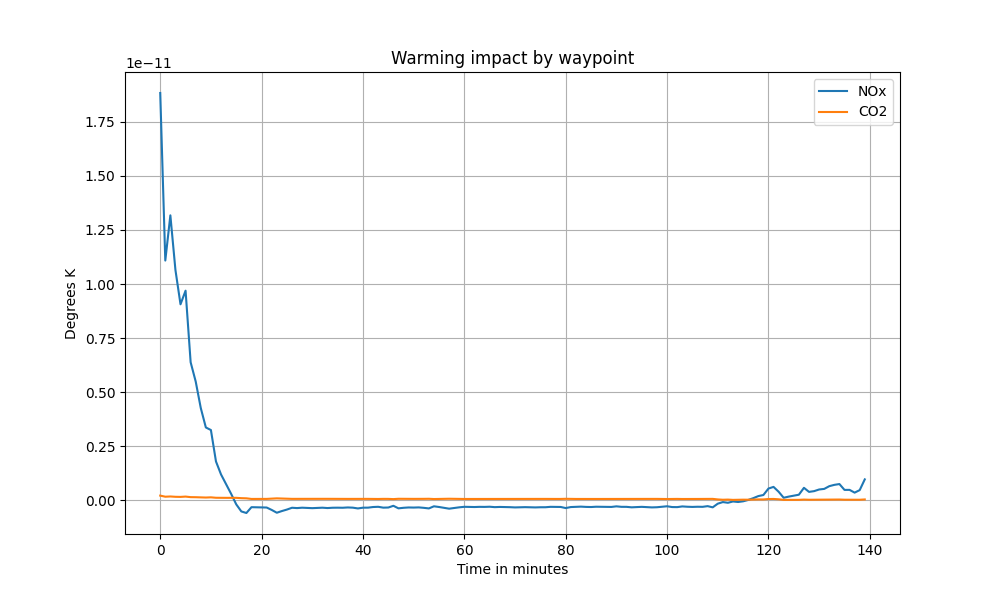 Warming impact by waypoint
1e−11
NOx
CO2
1.75
1.50
1.25
1.00
0.75
0.50
0.25
0.00
Degrees K
0 20 40 60 80 100 120 140
Time in minutes